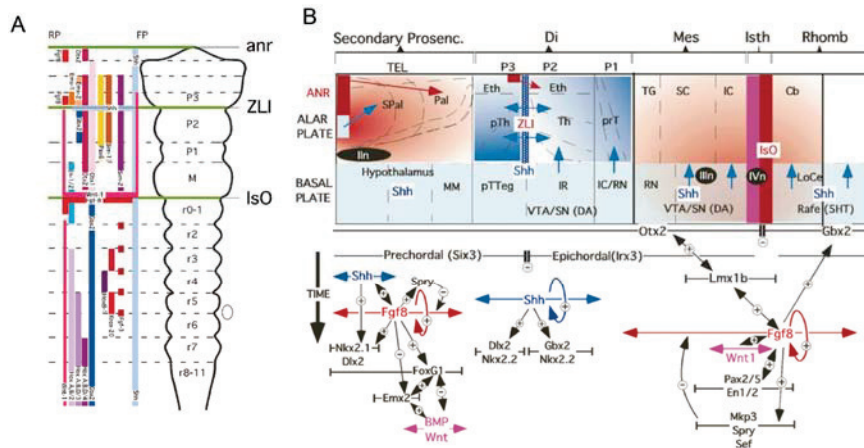 A
RP
FP
anr
P3
ZLI
P2
P1
M
IsO
r0-1
r2
r3
r4
r5
r6
r7
r8-11
B
Secondary Prosenc.
Di
Mes
Isth
Rhomb
TEL
P3
P2
P1
ANR
ALAR
PLATE
SPal
Pal
Eth
Eth
pTh
ZLI
Th
prT
TG
SC
IC
Cb
IsO
IIn
Shh
IIIn
IVn
BASAL
PLATE
Hypothalamus
Shh
MM
pTTeg
IR
IC/RN
VTA/SN (DA)
RN
Shh
VTA/SN (DA)
LoCe
Shh
Rafe (5HT)
Otx2
Gbx2
Prechordal (Six3)
Epichordal(Irx3)
TIME
Shh
Spry
Fgf8
Nkx2.1
Dlx2
FoxG1
Emx2
BMP
Wnt
Shh
Dlx2
Nkx2.2
Gbx2
Nkx2.2
Lmx1b
Fgf8
Wnt1
Pax2/5
En1/2
Mkp3
Spry
Sef